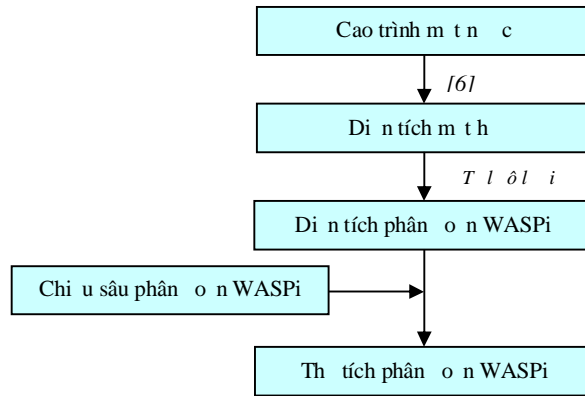 Cao trình m t n c
[6]
Di n tích m t h
T l ô l i
Di n tích phân o n WASPi
Chi u sâu phân o n WASPi
Th tích phân o n WASPi